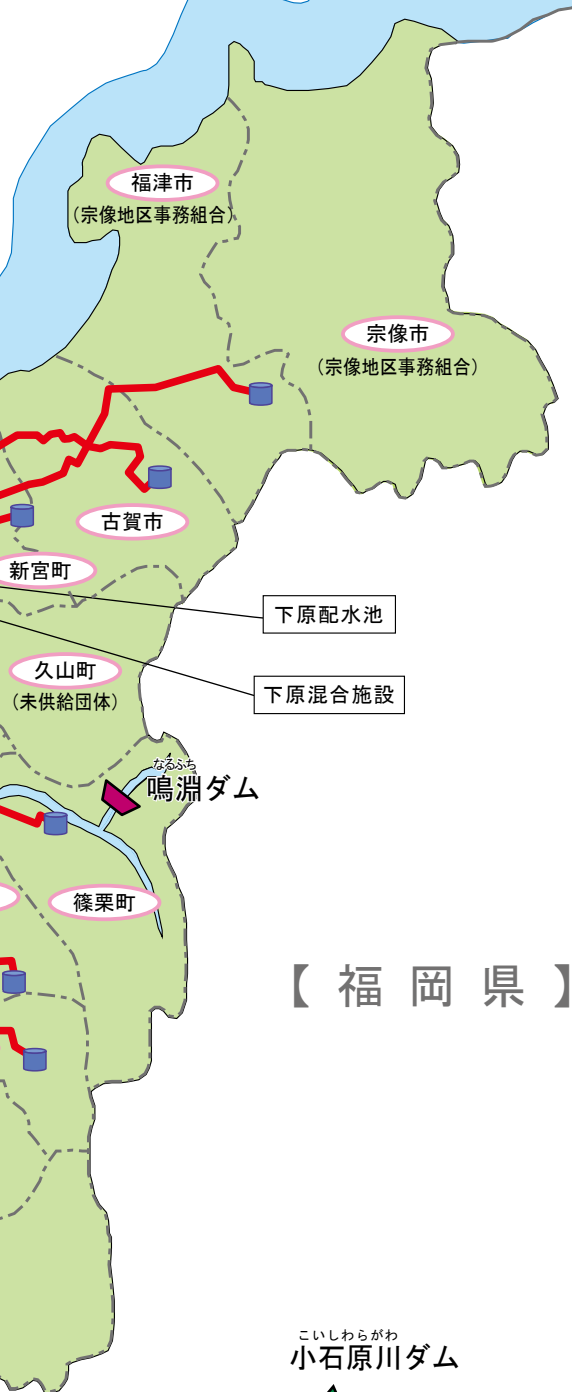 福津市
（宗像地区事務組合）
宗像市
（宗像地区事務組合）
古賀市
新宮町
下原配水池
久山町
（未供給団体）
下原混合施設
なるふち
鳴淵ダム
篠栗町
【福岡県】
こいしわらがわ
小石原川ダム